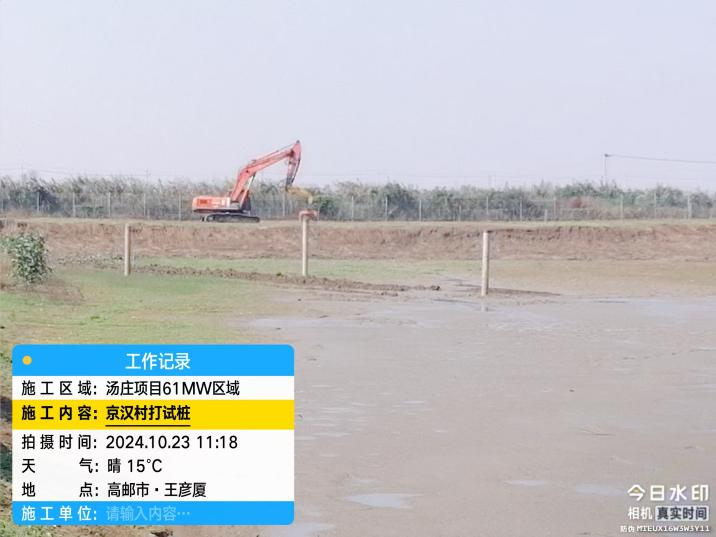 工作记录
施工区域: 汤庄项目61MW区域
施工内容: 京汉村打试桩
拍摄时间: 2024.10.23 11:18
天气: 晴 15℃
地点: 高邮市·王彦厦
施工单位: 请输入内容…
今日水印
相机 真实时间
防伪 MIEUX16W3W3Y11